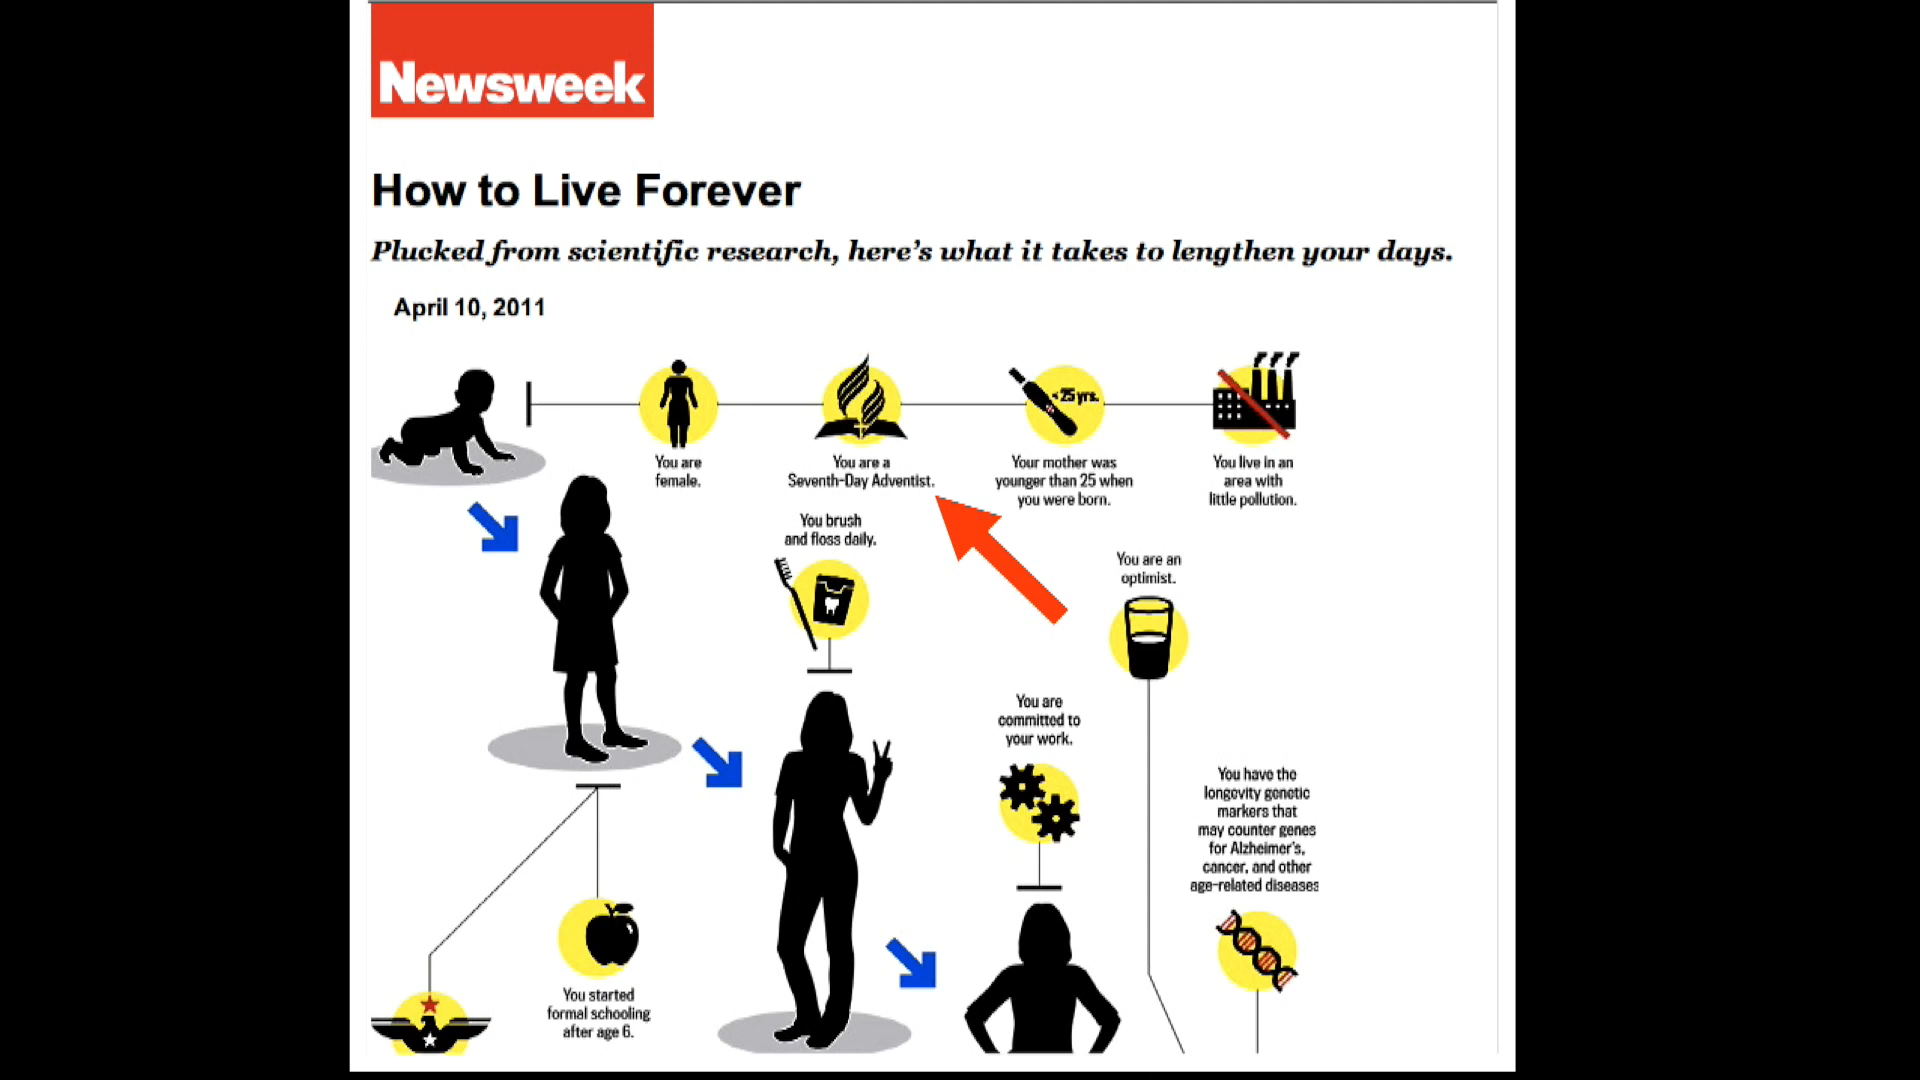 Newsweek
How to Live Forever
Plucked from scientific research, here's what it takes to lengthen your days.
April 10, 2011
You are
female.
You are a
Seventh-Day Adventist.
<25 yrs.
Your mother was
younger than 25 when
you were born.
You live in an
area with
little pollution.
You brush
and floss daily.
You are an
optimist.
You are
committed to
your work.
You have the
longevity genetic
markers that
may counter genes
for Alzheimer's,
cancer, and other
age-related diseases
You started
formal schooling
after age 6.